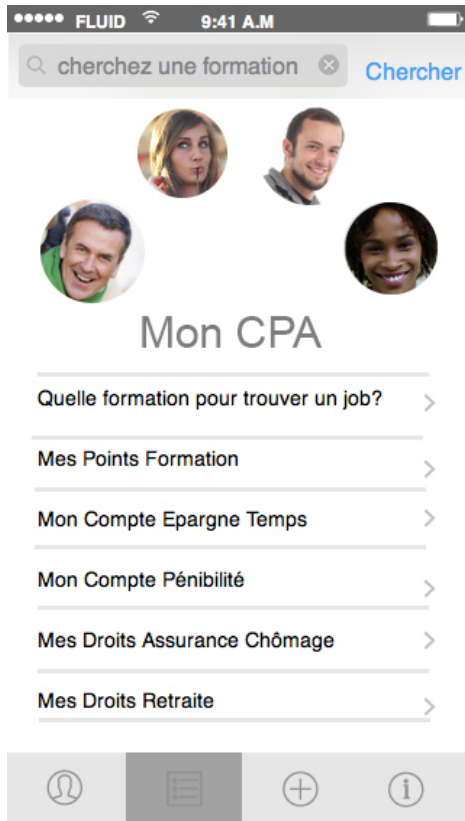 FLUID 9:41 A.M
cherchez une formation Chercher
Mon CPA
Quelle formation pour trouver un job?
Mes Points Formation
Mon Compte Epargne Temps
Mon Compte Pénibilité
Mes Droits Assurance Chômage
Mes Droits Retraite